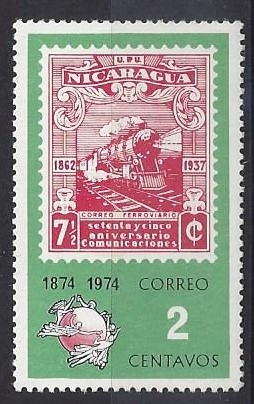 U.P.U.
NICARAGUA
1862 1937
CORREO FERROVIARIO
7½ setenta y cinco ¢
aniversario
comunicaciones
1874 1974 CORREO
2
CENTAVOS